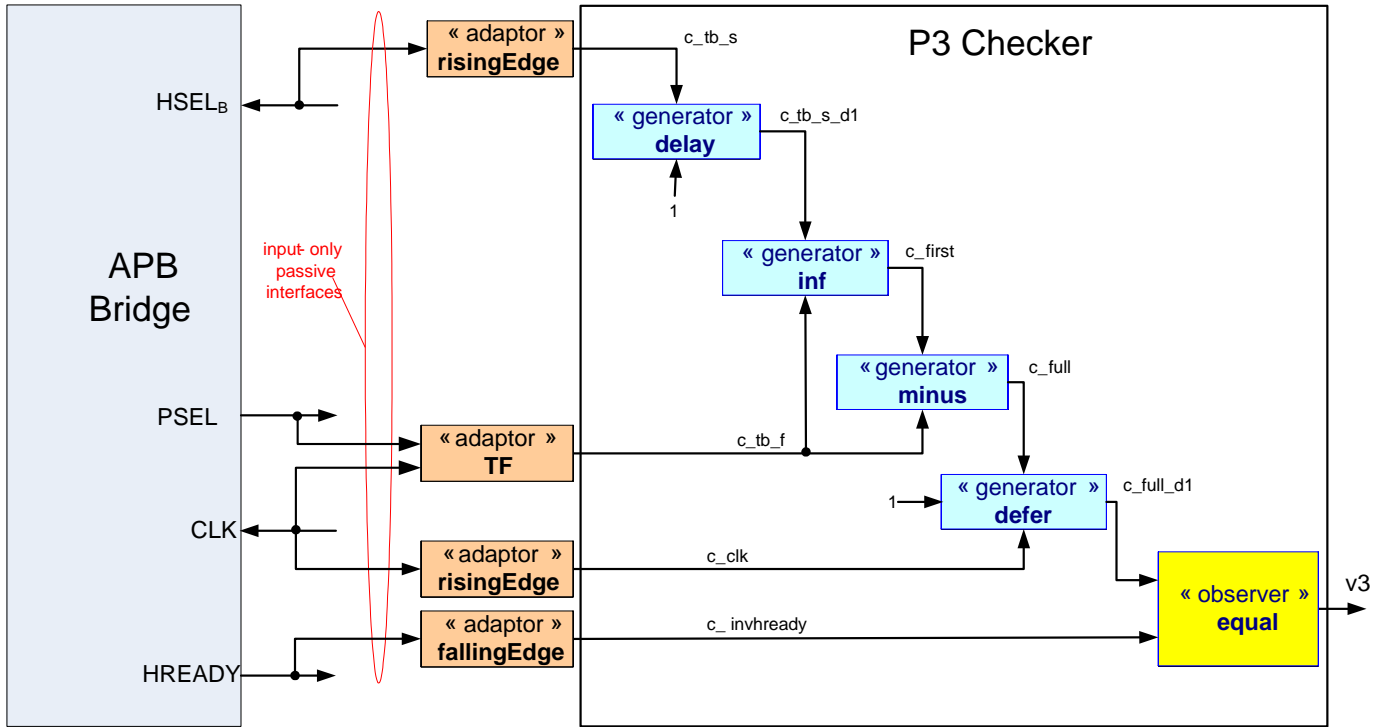 « adaptor »
risingEdge
c_tb_s
P3 Checker
HSELB
« generator »
delay
c_tb_s_d1
1
input- only
passive
interfaces
APB
Bridge
« generator »
inf
c_first
« generator »
minus
c_full
PSEL
« adaptor »
TF
c_tb_f
1
« generator »
defer
c_full_d1
CLK
« adaptor »
risingEdge
c_clk
« observer »
equal
v3
« adaptor »
fallingEdge
c_ invhready
HREADY